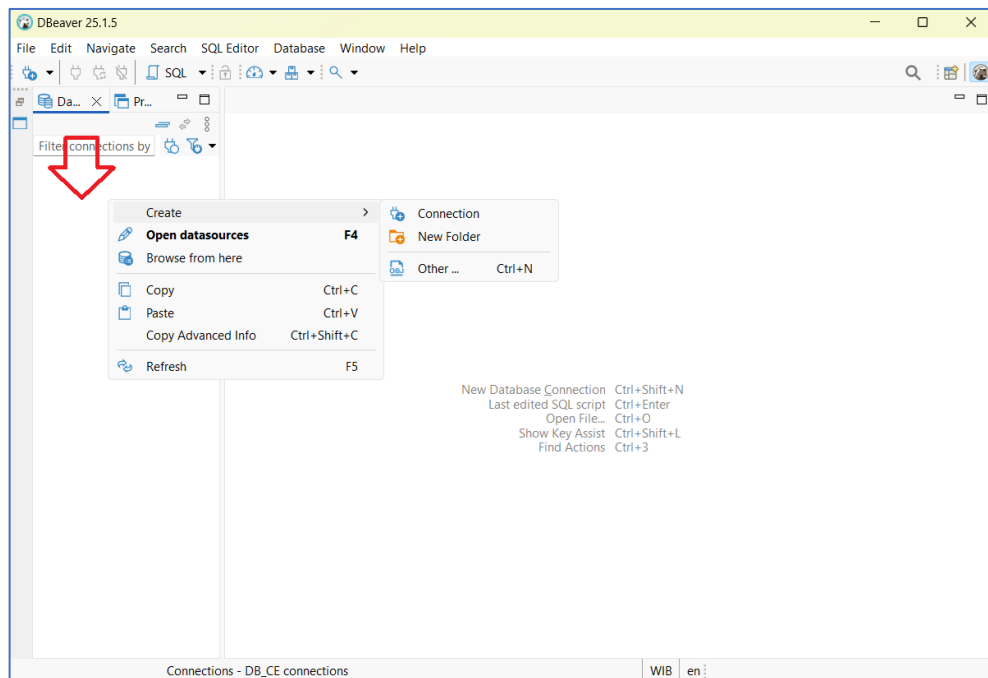 DBeaver 25.1.5
File Edit Navigate Search SQL Editor Database Window Help
SQL
Da... Pr...
Filter connections by
Create
Open datasources F4
Browse from here
Copy Ctrl+C
Paste Ctrl+V
Copy Advanced Info Ctrl+Shift+C
Refresh F5
Connection
New Folder
OBJ Other ... Ctrl+N
New Database Connection Ctrl+Shift+N
Last edited SQL script Ctrl+Enter
Open File... Ctrl+O
Show Key Assist Ctrl+Shift+L
Find Actions Ctrl+3
Connections - DB_CE connections WIB en